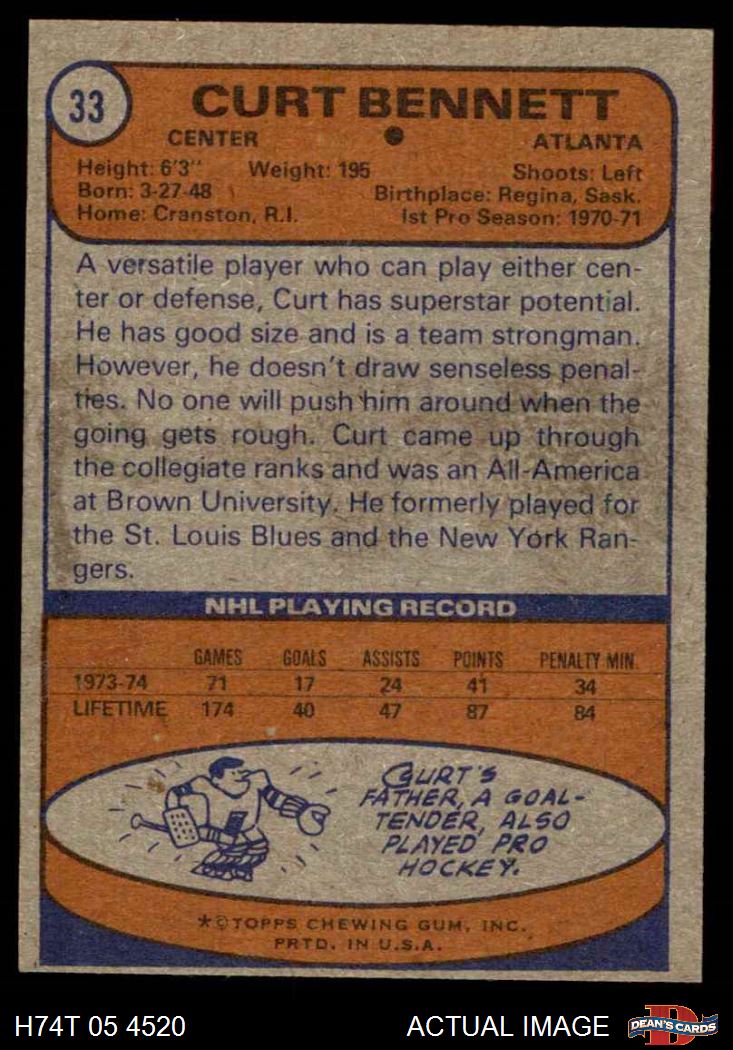 33
CURT BENNETT
CENTER ● ATLANTA
Height: 6'3" Weight: 195 Shoots: Left
Born: 3-27-48 Birthplace: Regina, Sask.
Home: Cranston, R.I. 1st Pro Season: 1970-71
A versatile player who can play either cen-
ter or defense, Curt has superstar potential.
He has good size and is a team strongman.
However, he doesn't draw senseless penal-
ties. No one will push him around when the
going gets rough. Curt came up through
the collegiate ranks and was an All-America
at Brown University. He formerly played for
the St. Louis Blues and the New York Ran-
gers.
NHL PLAYING RECORD
GAMES GOALS ASSISTS POINTS PENALTY MIN.
1973-74 71 17 24 41 34
LIFETIME 174 40 47 87 84
CURT'S
FATHER, A GOAL-
TENDER, ALSO
PLAYED PRO
HOCKEY.
*©TOPPS CHEWING GUM, INC.
PRTD. IN U.S.A.
H74T 05 4520 ACTUAL IMAGE D DEAN'S CARDS